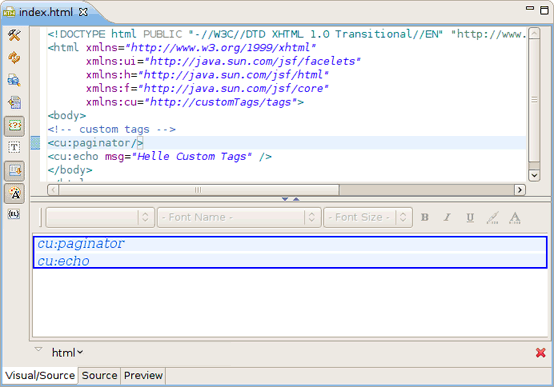 index.html
<!DOCTYPE html PUBLIC "-//W3C//DTD XHTML 1.0 Transitional//EN" "http://www.
<html xmlns="http://www.w3.org/1999/xhtml"
xmlns:ui="http://java.sun.com/jsf/facelets"
xmlns:h="http://java.sun.com/jsf/html"
xmlns:f="http://java.sun.com/jsf/core"
xmlns:cu="http://customTags/tags">
<body>
<!-- custom tags -->
<cu:paginator/>
<cu:echo msg="Helle Custom Tags" />
</body>
- Font Name - - Font Size - B I U A
cu:paginator
cu:echo
html
Visual/Source Source Preview